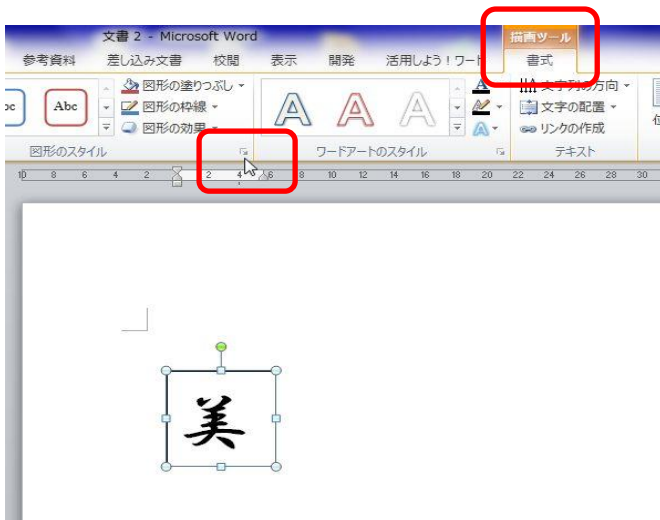 文書 2 - Microsoft Word
描画ツール
参考資料 差し込み文書 校閲 表示 開発 活用しよう！ワード 書式
Abc 図形の塗りつぶし
図形の枠線
図形の効果
A A A
A
A
文字列の方向
文字の配置
リンクの作成
図形のスタイル ワードアートのスタイル テキスト
8 6 4 2 2 4 6 8 10 12 14 16 18 20 22 24 26 28 30
美